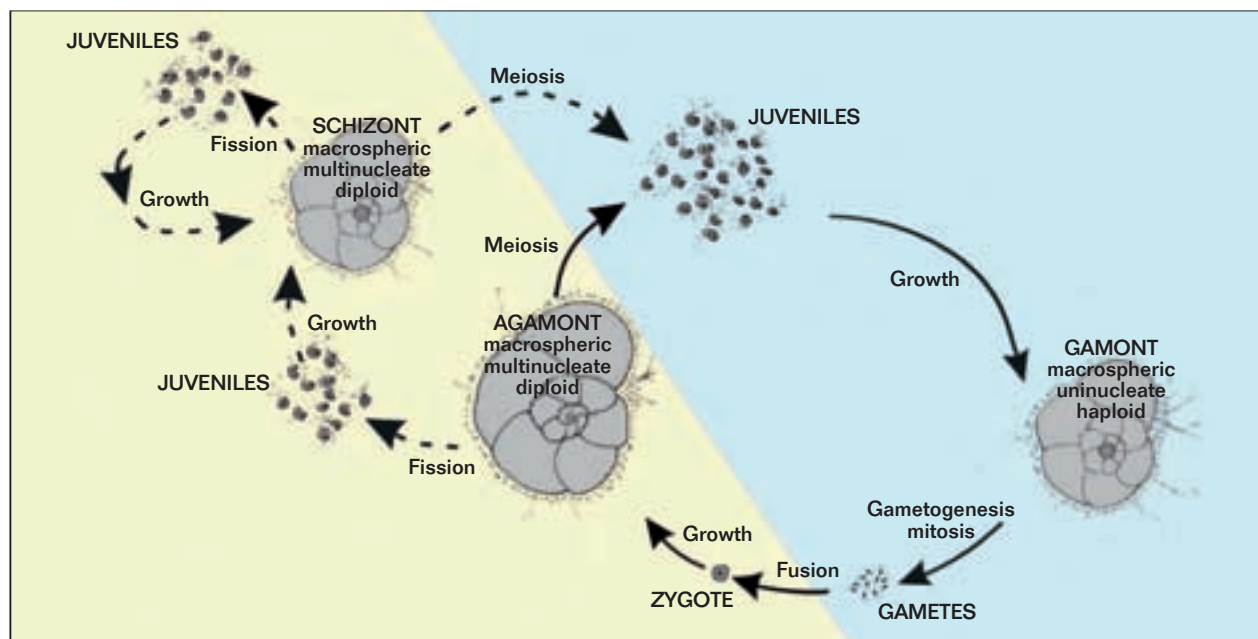 JUVENILES
Meiosis
SCHIZONT
macrospheric
multinucleate
diploid
Fission
JUVENILES
Growth
Meiosis
Growth
Growth
AGAMONT
macrospheric
multinucleate
diploid
GAMONT
macrospheric
uninucleate
haploid
JUVENILES
Fission
Gametogenesis
mitosis
Growth
Fusion
ZYGOTE
GAMETES